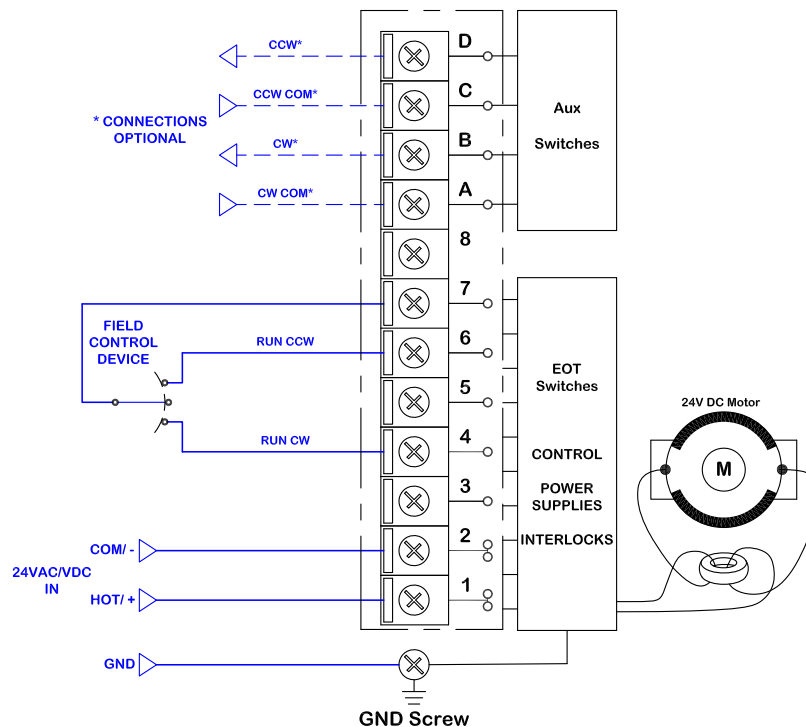 CCW*
D
CCW COM*
C
* CONNECTIONS
OPTIONAL
CW*
B
CW COM*
A
Aux
Switches
8
7
FIELD
CONTROL
DEVICE
RUN CCW
6
5
RUN CW
4
3
COM/ -
2
24VAC/VDC
IN
HOT/ +
1
EOT
Switches
CONTROL
POWER
SUPPLIES
INTERLOCKS
24V DC Motor
M
GND
GND Screw